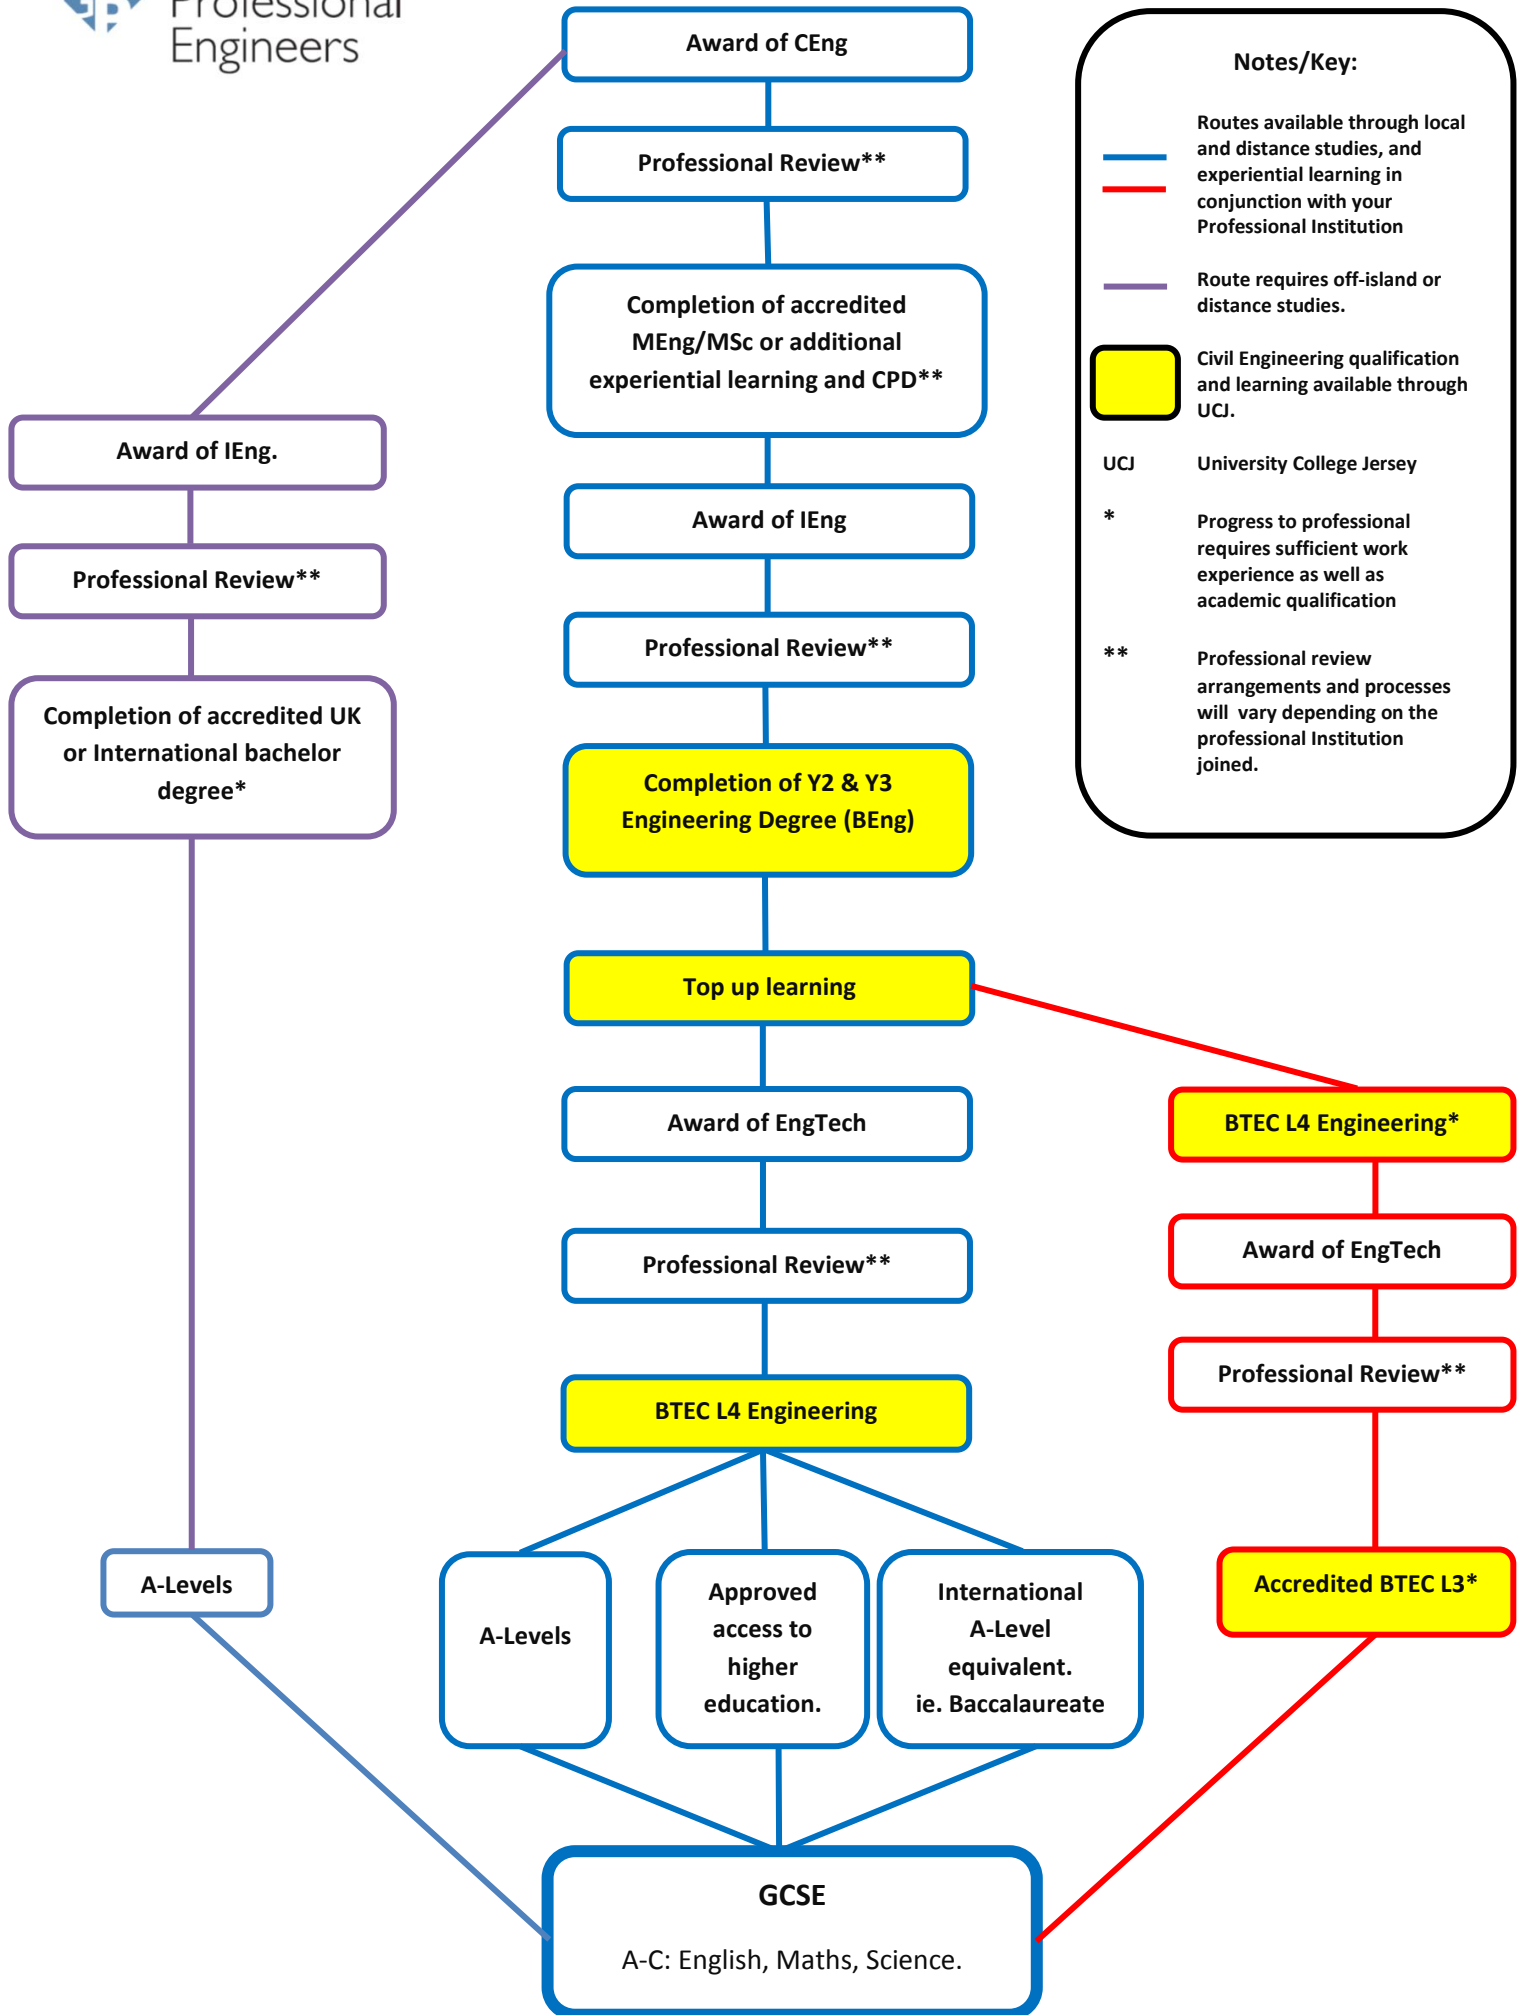 Professional
Engineers
Award of CEng
Professional Review**
Completion of accredited
MEng/MSc or additional
experiential learning and CPD**
Award of IEng
Professional Review**
Completion of Y2 & Y3
Engineering Degree (BEng)
Top up learning
Award of EngTech
Professional Review**
BTEC L4 Engineering
A-Levels
Approved
access to
higher
education.
International
A-Level
equivalent.
ie. Baccalaureate
GCSE
A-C: English, Maths, Science.
Award of IEng.
Professional Review**
Completion of accredited UK
or International bachelor
degree*
A-Levels
BTEC L4 Engineering*
Award of EngTech
Professional Review**
Accredited BTEC L3*
Notes/Key:
Routes available through local
and distance studies, and
experiential learning in
conjunction with your
Professional Institution
Route requires off-island or
distance studies.
Civil Engineering qualification
and learning available through
UCJ.
UCJ University College Jersey
* Progress to professional
requires sufficient work
experience as well as
academic qualification
** Professional review
arrangements and processes
will vary depending on the
professional Institution
joined.